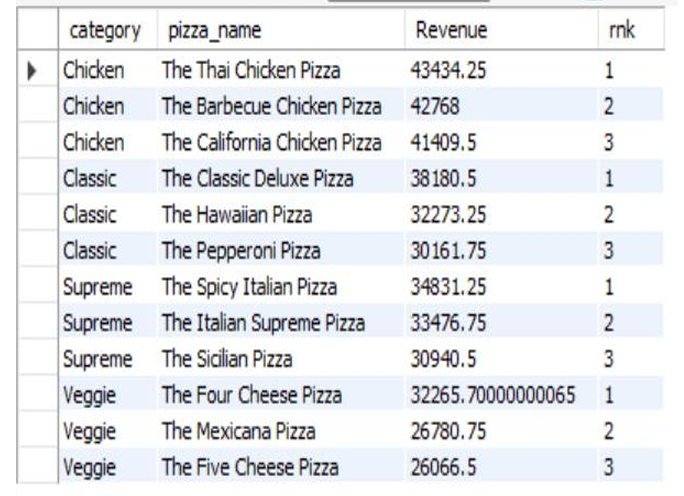 category pizza_name Revenue rnk
Chicken The Thai Chicken Pizza 43434.25 1
Chicken The Barbecue Chicken Pizza 42768 2
Chicken The California Chicken Pizza 41409.5 3
Classic The Classic Deluxe Pizza 38180.5 1
Classic The Hawaiian Pizza 32273.25 2
Classic The Pepperoni Pizza 30161.75 3
Supreme The Spicy Italian Pizza 34831.25 1
Supreme The Italian Supreme Pizza 33476.75 2
Supreme The Sicilian Pizza 30940.5 3
Veggie The Four Cheese Pizza 32265.70000000065 1
Veggie The Mexicana Pizza 26780.75 2
Veggie The Five Cheese Pizza 26066.5 3